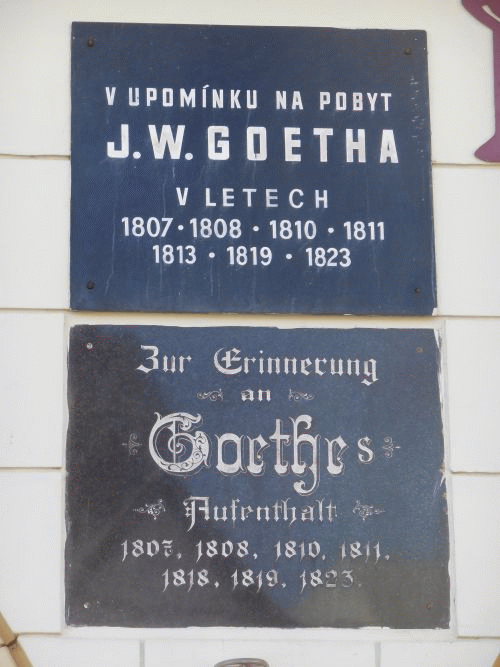 V UPOMÍNKU NA POBYT
J.W. GOETHA
V LETECH
1807 · 1808 · 1810 · 1811
1813 · 1819 · 1823
Zur Erinnerung
an
Goethes
Aufenthalt
1807, 1808, 1810, 1811,
1818, 1819, 1823.